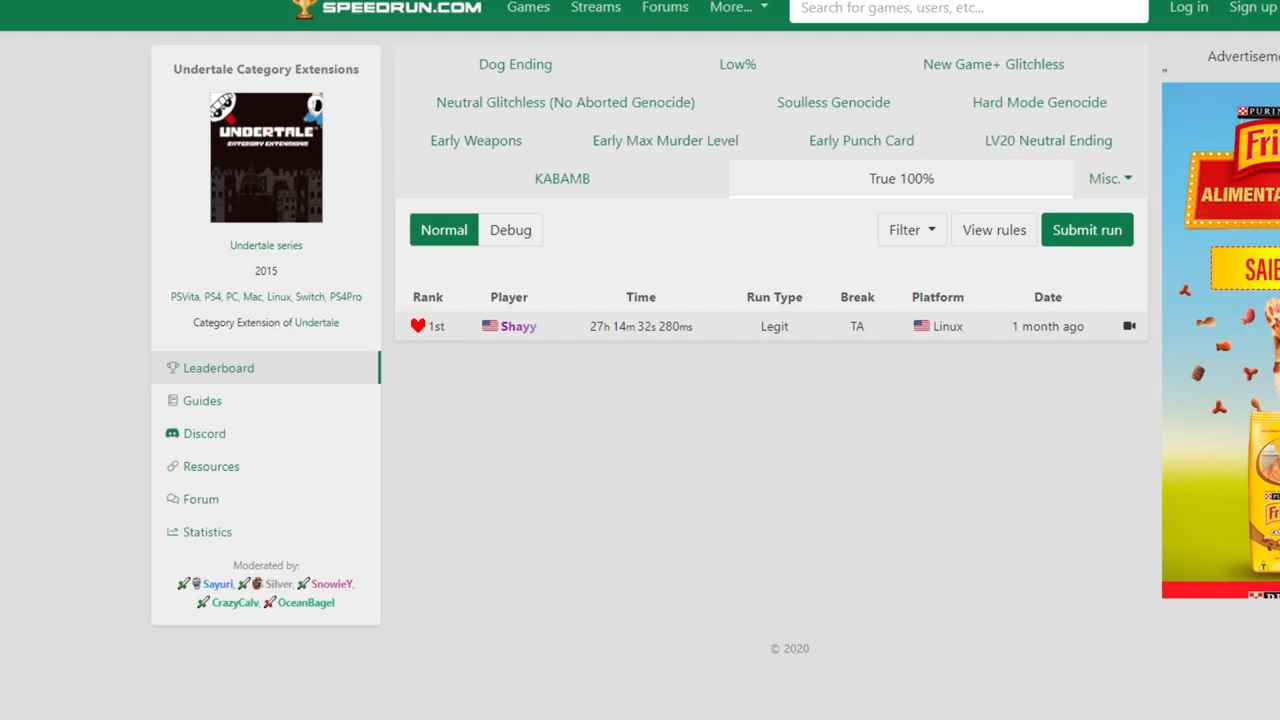 SPEEDRUN.COM Games Streams Forums More... Search for games, users, etc... Log in Sign up
Undertale Category Extensions
UNDERTALE
CATEGORY EXTENSIONS
Undertale series
2015
PSVita, PS4, PC, Mac, Linux, Switch, PS4Pro
Category Extension of Undertale
Leaderboard
Guides
Discord
Resources
Forum
Statistics
Moderated by:
Sayuri, Silver, SnowieY,
CrazyCalv, OceanBagel
Dog Ending Low% New Game+ Glitchless
Neutral Glitchless (No Aborted Genocide) Soulless Genocide Hard Mode Genocide
Early Weapons Early Max Murder Level Early Punch Card LV20 Neutral Ending
KABAMB True 100% Misc.
Normal Debug Filter View rules Submit run
Rank Player Time Run Type Break Platform Date
1st Shayy 27h 14m 32s 280ms Legit TA Linux 1 month ago
© 2020
Advertiseme
"
PURIN
Fri
ALIMENTA
SAIB